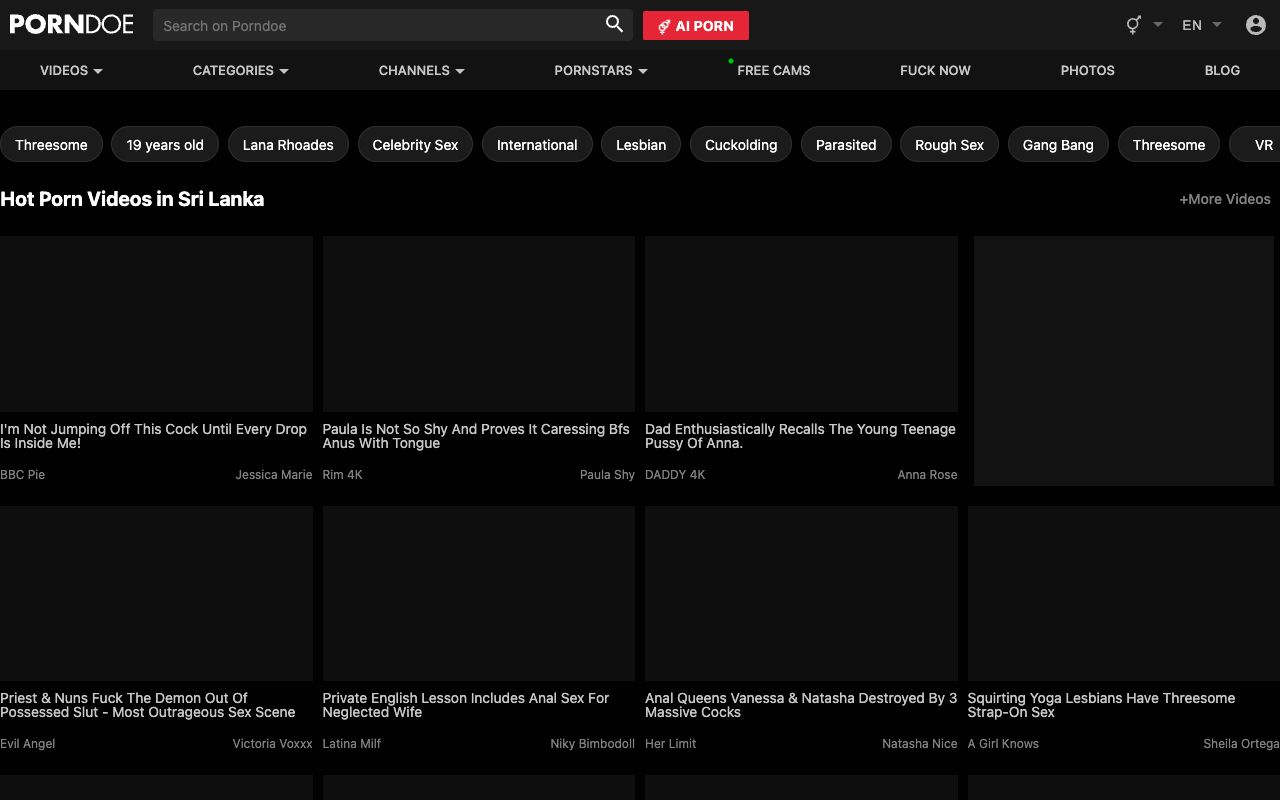 PORNDOE
Search on Porndoe
AI PORN
EN
VIDEOS
CATEGORIES
CHANNELS
PORNSTARS
FREE CAMS
FUCK NOW
PHOTOS
BLOG
Threesome
19 years old
Lana Rhoades
Celebrity Sex
International
Lesbian
Cuckolding
Parasited
Rough Sex
Gang Bang
Threesome
VR
Hot Porn Videos in Sri Lanka
+More Videos
I'm Not Jumping Off This Cock Until Every Drop
Is Inside Me!
BBC Pie
Jessica Marie
Paula Is Not So Shy And Proves It Caressing Bfs
Anus With Tongue
Rim 4K
Paula Shy
Dad Enthusiastically Recalls The Young Teenage
Pussy Of Anna.
DADDY 4K
Anna Rose
Priest & Nuns Fuck The Demon Out Of
Possessed Slut - Most Outrageous Sex Scene
Evil Angel
Victoria Voxxx
Private English Lesson Includes Anal Sex For
Neglected Wife
Latina Milf
Niky Bimbodoll
Anal Queens Vanessa & Natasha Destroyed By 3
Massive Cocks
Her Limit
Natasha Nice
Squirting Yoga Lesbians Have Threesome
Strap-On Sex
A Girl Knows
Sheila Ortega